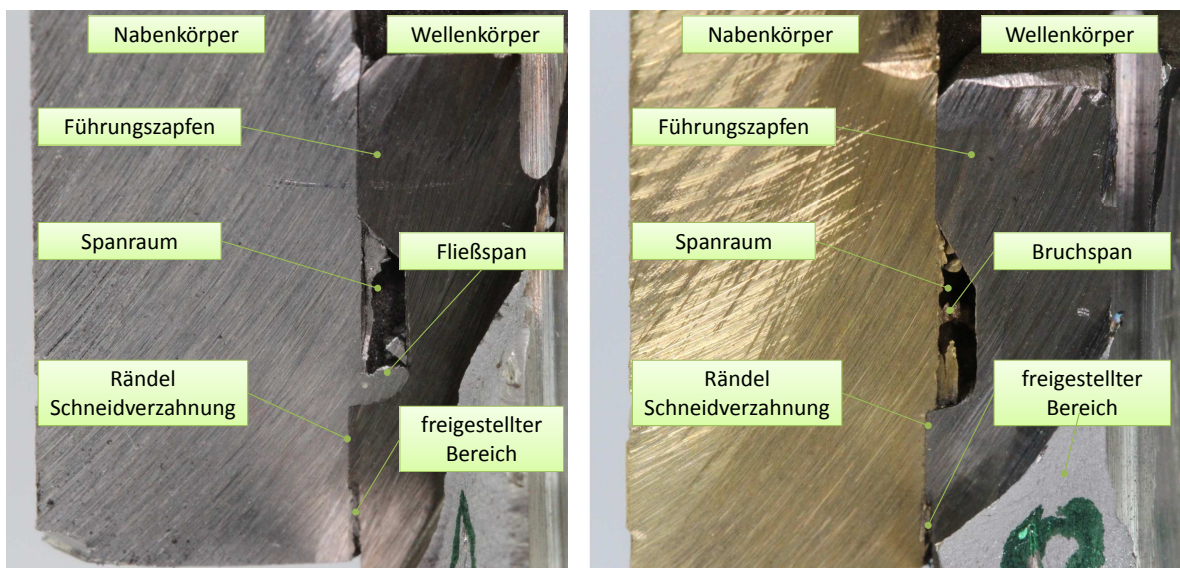 Nabenkörper
Wellenkörper
Führungszapfen
Spanraum
Fließspan
Rändel
Schneidverzahnung
freigestellter
Bereich
Nabenkörper
Wellenkörper
Führungszapfen
Spanraum
Bruchspan
Rändel
Schneidverzahnung
freigestellter
Bereich